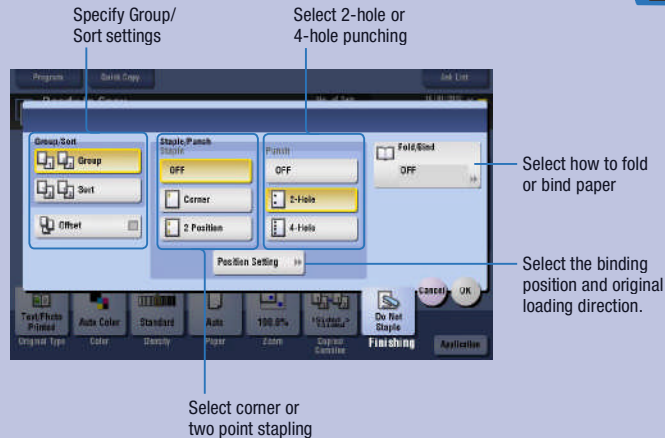 Specify Group/
Sort settings
Select 2-hole or
4-hole punching
Program
Quick Copy
Job List
No. of Sets
Group/Sort
Group
Sort
Offset
Staple/Punch
Staple
OFF
Corner
2 Position
Punch
OFF
2-Hole
4-Hole
Position Setting
Fold/Bind
OFF
Cancel
OK
Select how to fold
or bind paper
Select the binding
position and original
loading direction.
Text/Photo
Printed
Auto Color
Standard
Auto
100.0%
Do Not
Staple
Original Type
Color
Density
Paper
Zoom
Finishing
Application
Select corner or
two point stapling